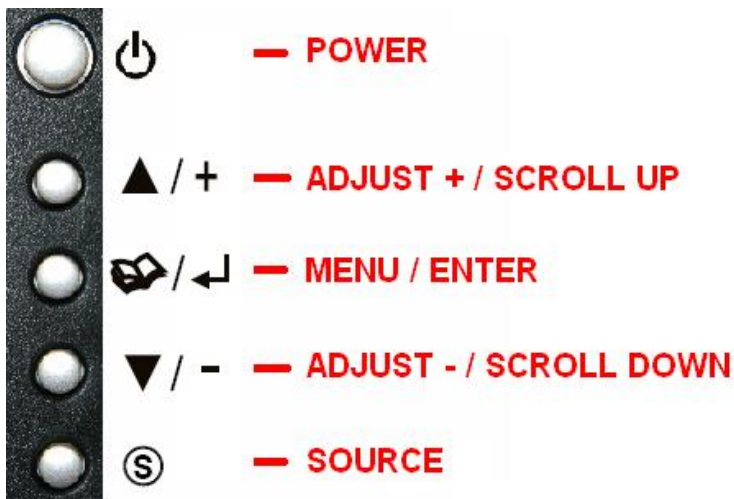 — POWER
▲ / + — ADJUST + / SCROLL UP
/ ↵ — MENU / ENTER
▼ / - — ADJUST - / SCROLL DOWN
Ⓢ — SOURCE